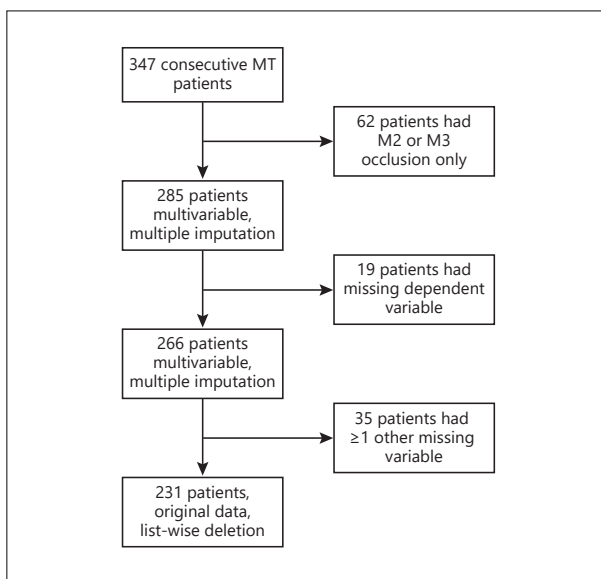 347 consecutive MT
patients
62 patients had
M2 or M3
occlusion only
285 patients
multivariable,
multiple imputation
19 patients had
missing dependent
variable
266 patients
multivariable,
multiple imputation
35 patients had
≥1 other missing
variable
231 patients,
original data,
list-wise deletion